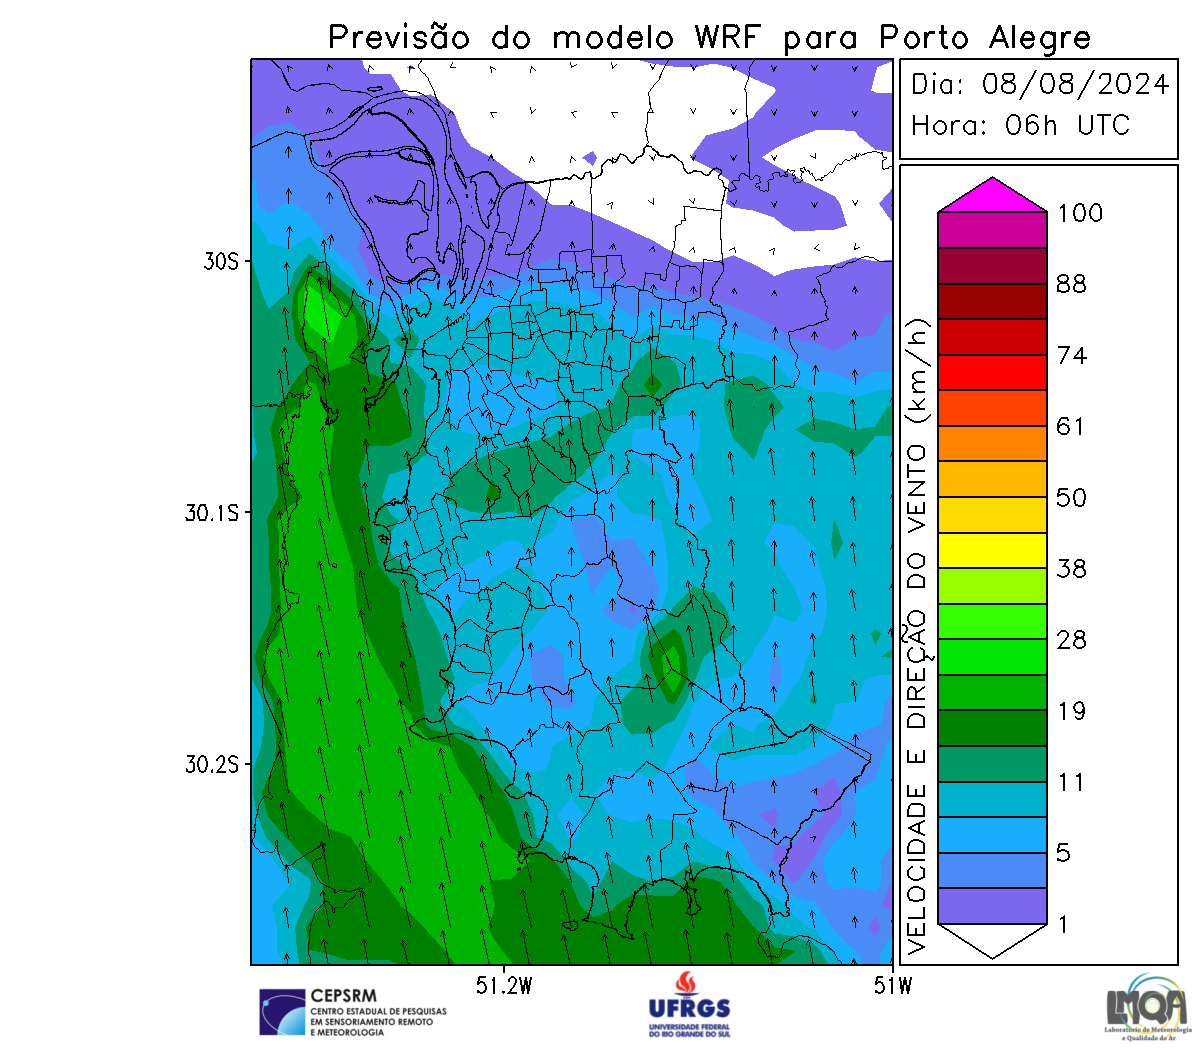 Previsão do modelo WRF para Porto Alegre
Dia: 08/08/2024
Hora: 06h UTC
30S
30.1S
30.2S
51.2W
51W
VELOCIDADE E DIREÇÃO DO VENTO (km/h)
100
88
74
61
50
38
28
19
11
5
1
CEPSRM
CENTRO ESTADUAL DE PESQUISAS
EM SENSORIAMENTO REMOTO
E METEOROLOGIA
UFRGS
UNIVERSIDADE FEDERAL
DO RIO GRANDE DO SUL
LMQA
Laboratório de Meteorologia
e Qualidade do Ar